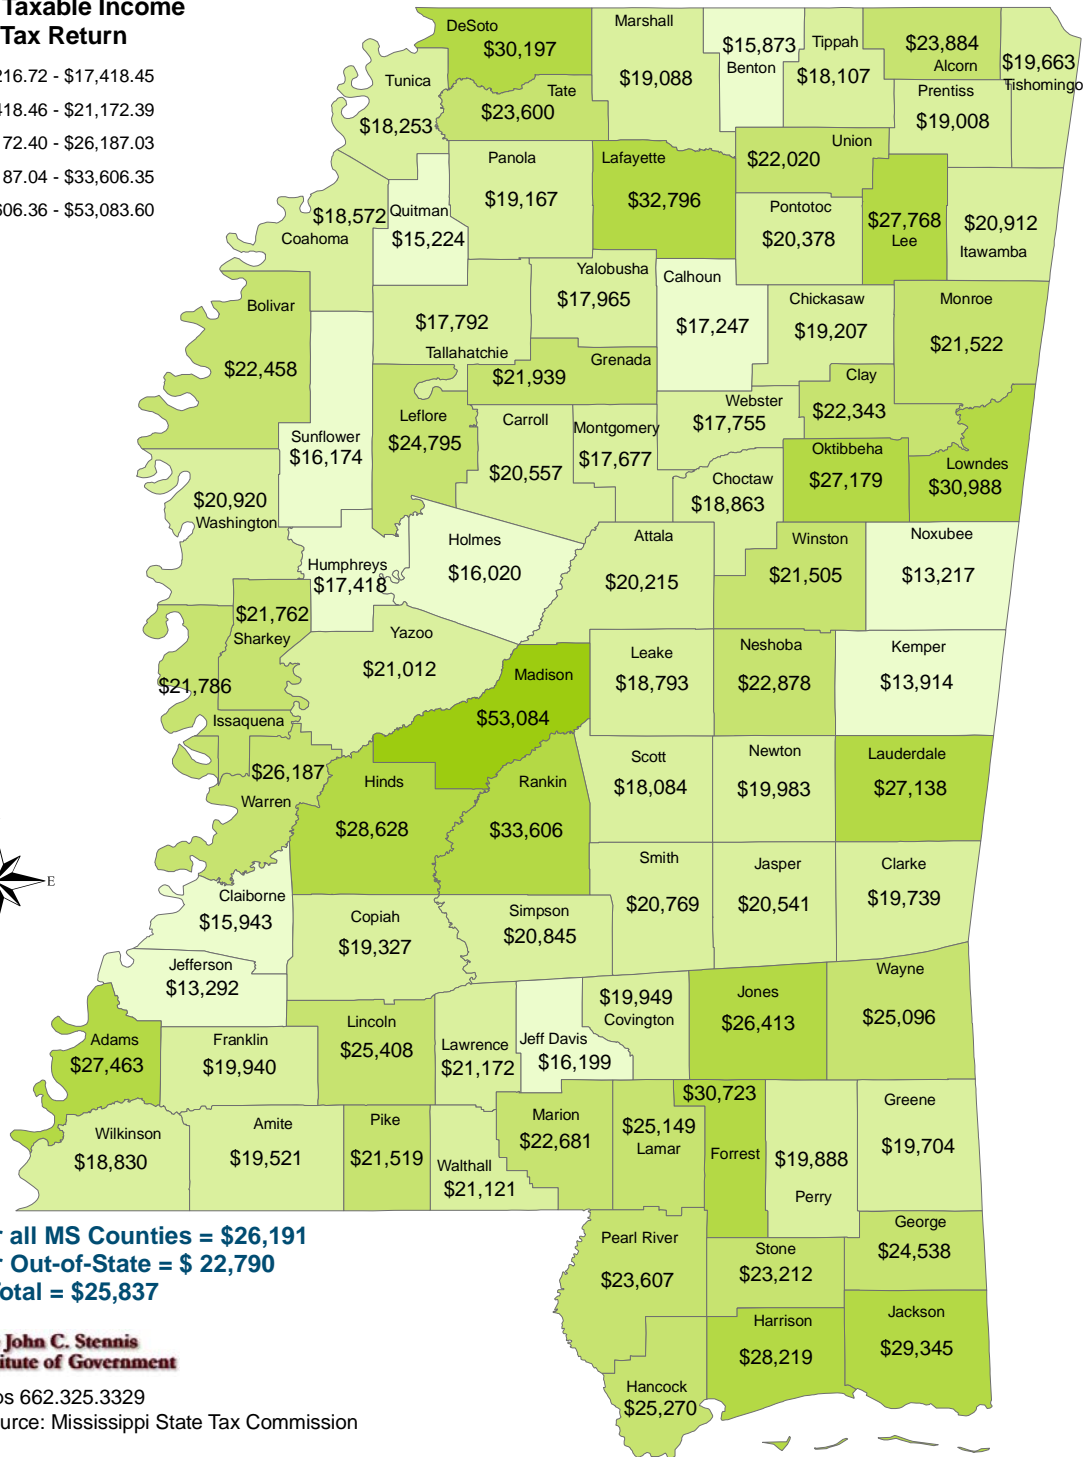 Taxable Income
Tax Return
216.72 - $17,418.45
418.46 - $21,172.39
172.40 - $26,187.03
87.04 - $33,606.35
606.36 - $53,083.60
DeSoto
$30,197
Marshall
$19,088
$15,873
Benton
Tippah
$18,107
$23,884
Alcorn
$19,663
Tishomingo
Tunica
$18,253
Tate
$23,600
Prentiss
$19,008
Panola
$19,167
Lafayette
$32,796
Union
$22,020
$18,572
Coahoma
Quitman
$15,224
Pontotoc
$20,378
$27,768
Lee
$20,912
Itawamba
Bolivar
$22,458
$17,792
Tallahatchie
Yalobusha
$17,965
Calhoun
$17,247
Chickasaw
$19,207
Monroe
$21,522
Grenada
$21,939
Clay
$22,343
Sunflower
$16,174
Leflore
$24,795
Carroll
$20,557
Montgomery
$17,677
Webster
$17,755
Oktibbeha
$27,179
Lowndes
$30,988
$20,920
Washington
Choctaw
$18,863
Humphreys
$17,418
Holmes
$16,020
Attala
$20,215
Winston
$21,505
Noxubee
$13,217
$21,762
Sharkey
Yazoo
$21,012
Leake
$18,793
Neshoba
$22,878
Kemper
$13,914
$21,786
Issaquena
Madison
$53,084
$26,187
Warren
Hinds
$28,628
Rankin
$33,606
Scott
$18,084
Newton
$19,983
Lauderdale
$27,138
E
Claiborne
$15,943
Copiah
$19,327
Simpson
$20,845
Smith
$20,769
Jasper
$20,541
Clarke
$19,739
Jefferson
$13,292
Adams
$27,463
Franklin
$19,940
Lincoln
$25,408
Lawrence
$21,172
Jeff Davis
$16,199
$19,949
Covington
Jones
$26,413
Wayne
$25,096
Wilkinson
$18,830
Amite
$19,521
Pike
$21,519
Walthall
$21,121
Marion
$22,681
$25,149
Lamar
$30,723
Forrest
$19,888
Perry
Greene
$19,704
r all MS Counties = $26,191
r Out-of-State = $ 22,790
Total = $25,837
Pearl River
$23,607
Stone
$23,212
George
$24,538
John C. Stennis
itute of Government
Harrison
$28,219
Jackson
$29,345
os 662.325.3329
urce: Mississippi State Tax Commission
Hancock
$25,270